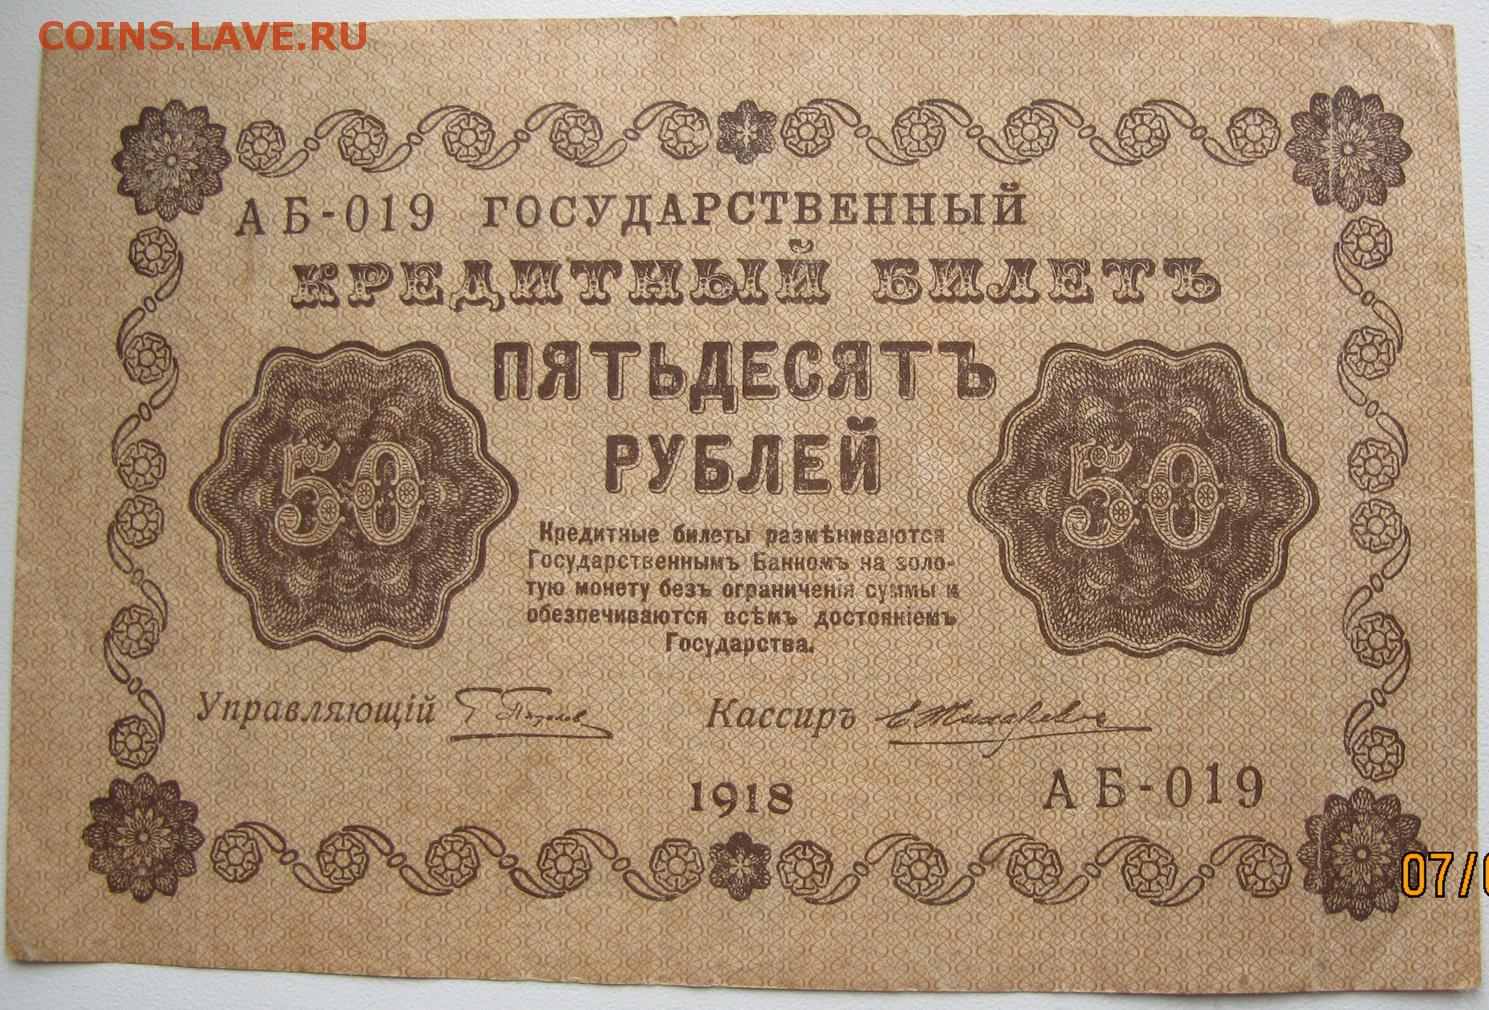 COINS.LAVE.RU
АБ-019 ГОСУДАРСТВЕННЫЙ
КРЕДИТНЫЙ БИЛЕТЪ
ПЯТЬДЕСЯТЪ
РУБЛЕЙ
50 50
Кредитные билеты размѣниваются
Государственнымъ Банкомъ на золо-
тую монету безъ ограниченія суммы и
обезпечиваются всѣмъ достояніемъ
Государства.
Управляющій Кассиръ
1918 АБ-019
07/0